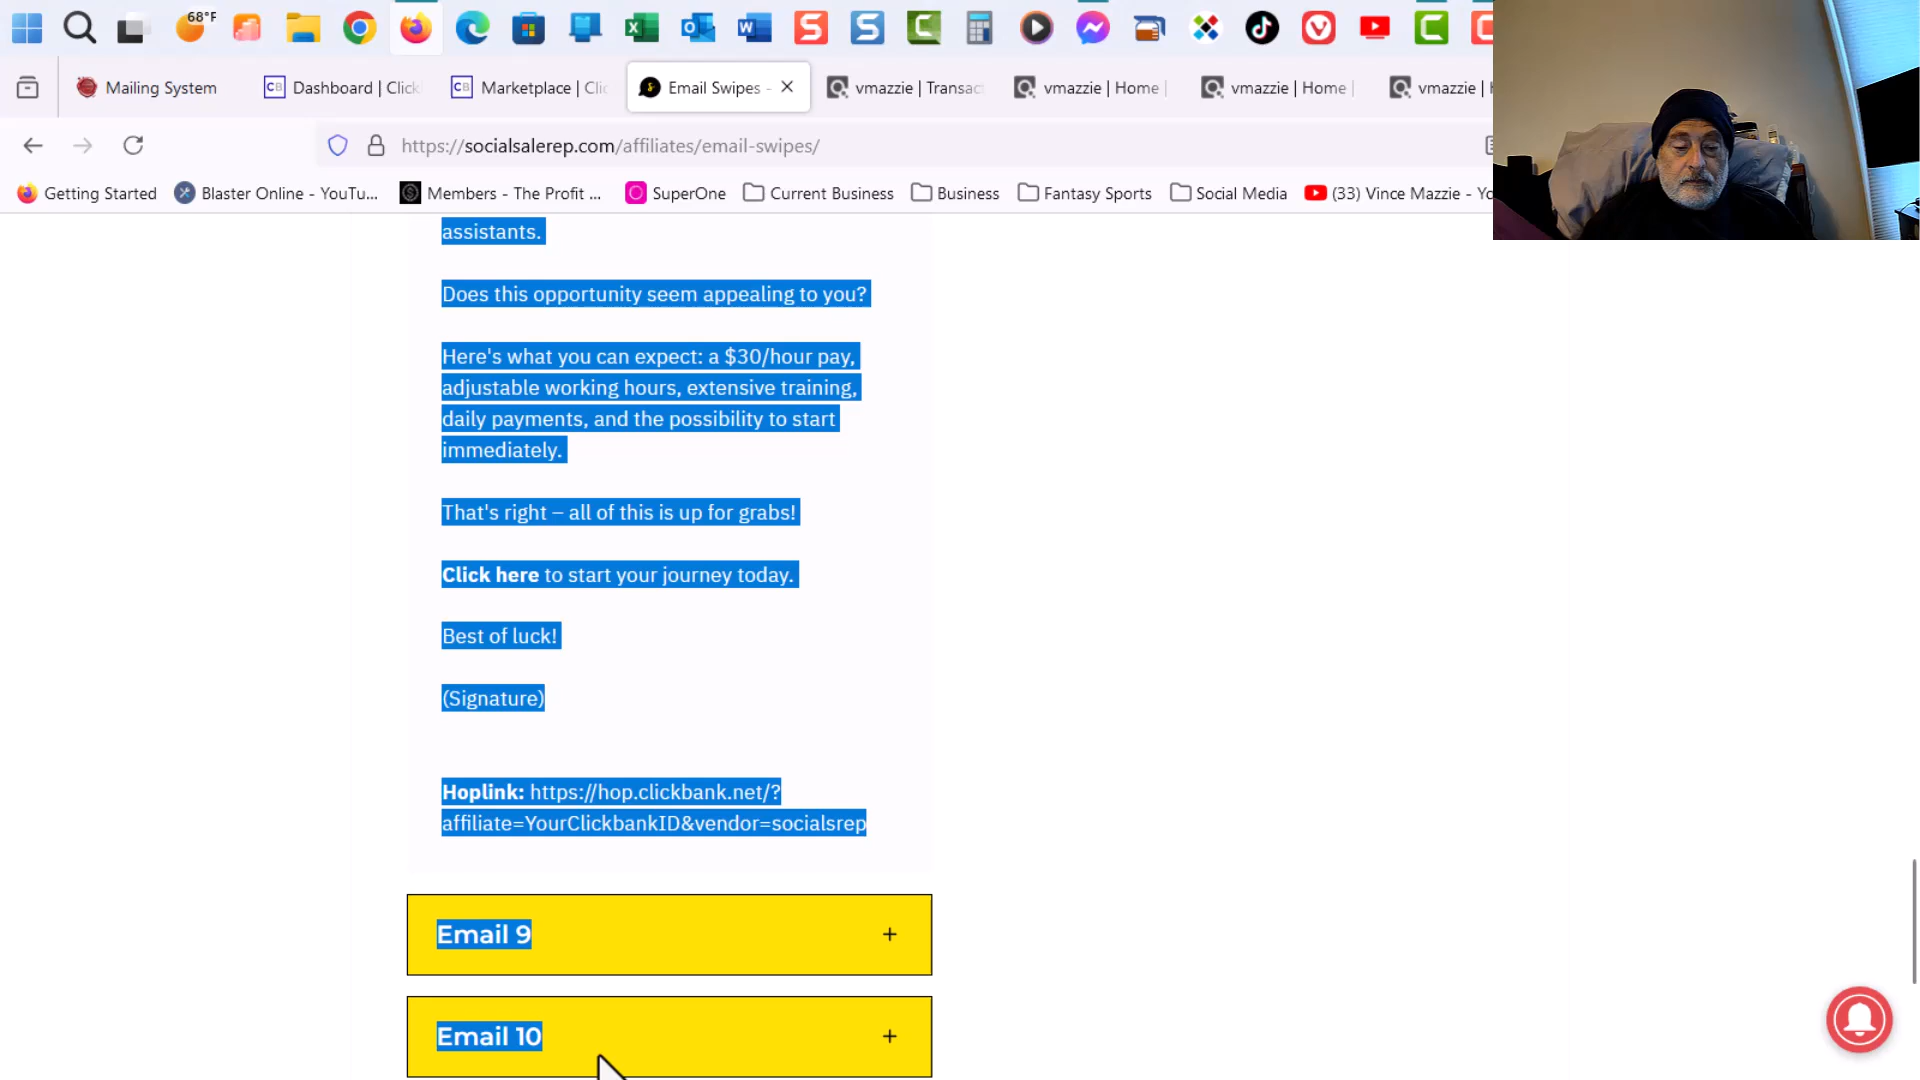 68°F
Mailing System
Dashboard | Click
Marketplace | Clic
Email Swipes -
vmazzie | Transac
vmazzie | Home |
vmazzie | Home |
vmazzie | H
https://socialsalerep.com/affiliates/email-swipes/
Getting Started
Blaster Online - YouTu...
Members - The Profit ...
SuperOne
Current Business
Business
Fantasy Sports
Social Media
(33) Vince Mazzie - Yo
assistants.
Does this opportunity seem appealing to you?
Here's what you can expect: a $30/hour pay,
adjustable working hours, extensive training,
daily payments, and the possibility to start
immediately.
That's right – all of this is up for grabs!
Click here to start your journey today.
Best of luck!
(Signature)
Hoplink: https://hop.clickbank.net/?
affiliate=YourClickbankID&vendor=socialsrep
Email 9 +
Email 10 +